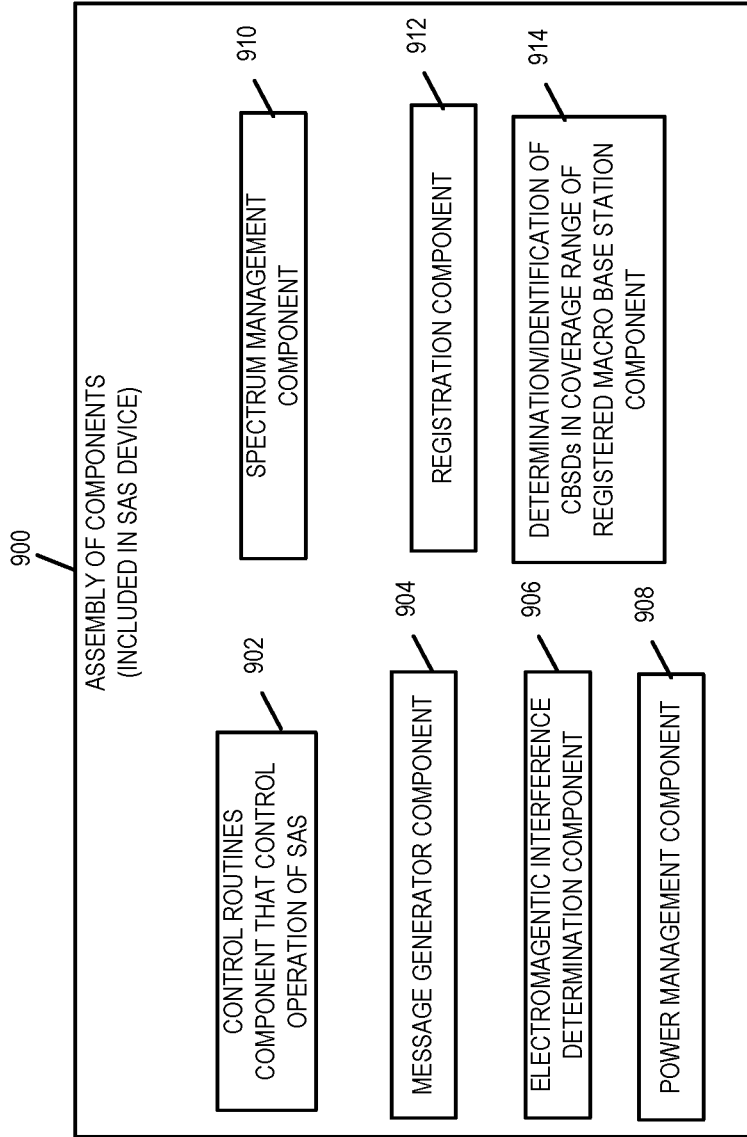 900
ASSEMBLY OF COMPONENTS
(INCLUDED IN SAS DEVICE)
902
CONTROL ROUTINES
COMPONENT THAT CONTROL
OPERATION OF SAS
904
MESSAGE GENERATOR COMPONENT
906
ELECTROMAGENTIC INTERFERENCE
DETERMINATION COMPONENT
908
POWER MANAGEMENT COMPONENT
910
SPECTRUM MANAGEMENT
COMPONENT
912
REGISTRATION COMPONENT
914
DETERMINATION/IDENTIFICATION OF
CBSDs IN COVERAGE RANGE OF
REGISTERED MACRO BASE STATION
COMPONENT